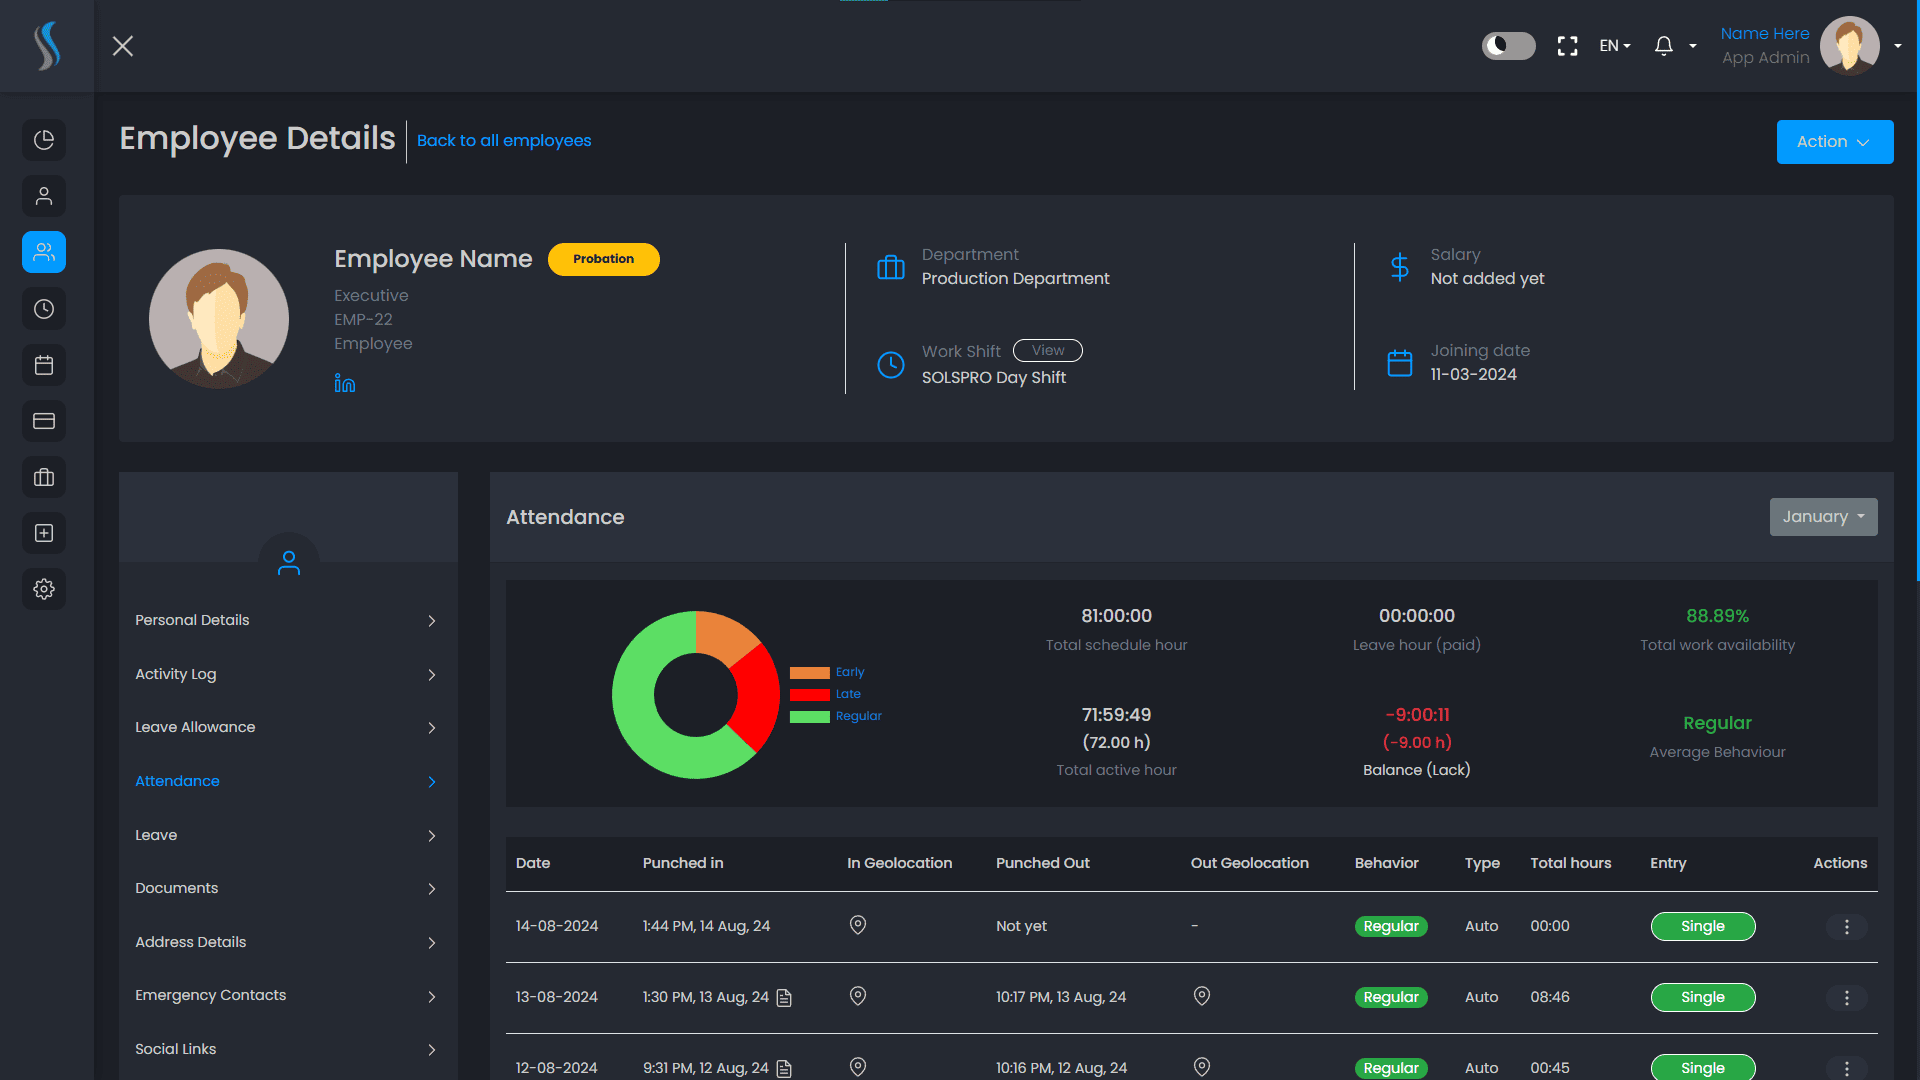 EN
Name Here
App Admin
Employee Details
Back to all employees
Action
Employee Name
Probation
Executive
EMP-22
Employee
Department
Production Department
Work Shift
View
SOLSPRO Day Shift
Salary
Not added yet
Joining date
11-03-2024
Personal Details
Activity Log
Leave Allowance
Attendance
Leave
Documents
Address Details
Emergency Contacts
Social Links
Attendance
January
Early
Late
Regular
81:00:00
Total schedule hour
00:00:00
Leave hour (paid)
88.89%
Total work availability
71:59:49
(72.00 h)
Total active hour
-9:00:11
(-9.00 h)
Balance (Lack)
Regular
Average Behaviour
Date Punched in In Geolocation Punched Out Out Geolocation Behavior Type Total hours Entry Actions
14-08-2024 1:44 PM, 14 Aug, 24 Not yet - Regular Auto 00:00 Single
13-08-2024 1:30 PM, 13 Aug, 24 10:17 PM, 13 Aug, 24 Regular Auto 08:46 Single
12-08-2024 9:31 PM, 12 Aug, 24 10:16 PM, 12 Aug, 24 Regular Auto 00:45 Single